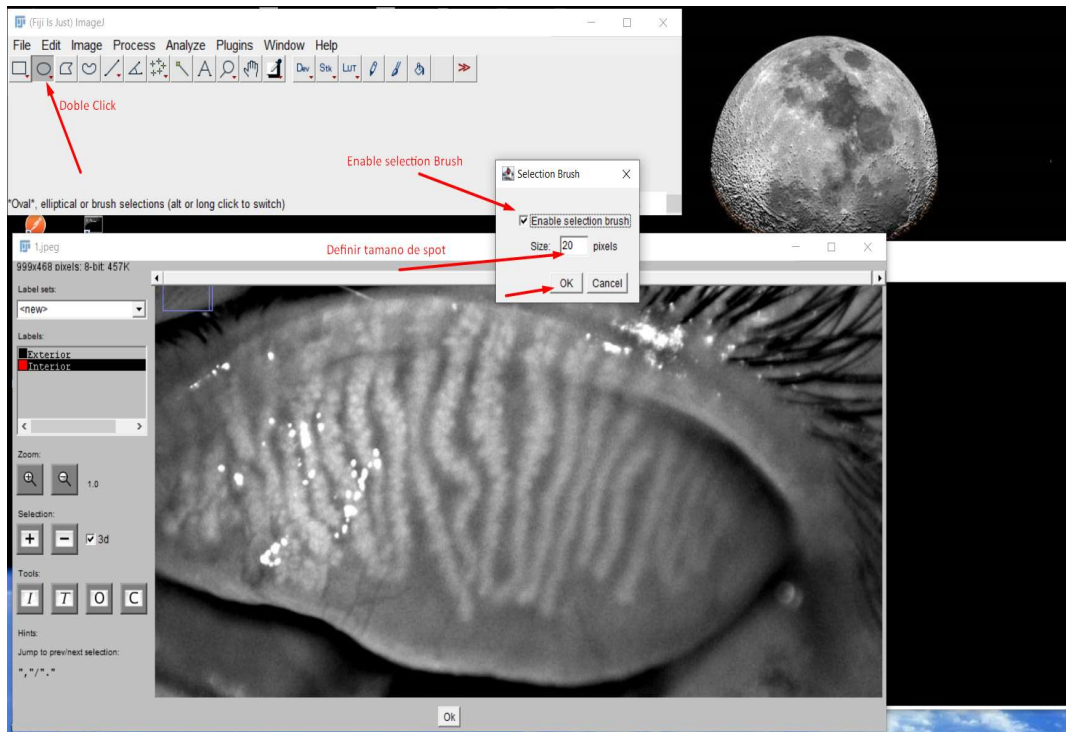 (Fiji Is Just) ImageJ
File Edit Image Process Analyze Plugins Window Help
Dev Stk LUT
Doble Click
Enable selection Brush
*Oval*, elliptical or brush selections (alt or long click to switch)
Selection Brush
Enable selection brush
Size: 20 pixels
OK Cancel
Definir tamano de spot
1.jpeg
999x468 pixels; 8-bit; 457K
Label sets:
<new>
Labels:
Exterior
Interior
Zoom:
1.0
Selection:
3d
Tools:
I T O C
Hints:
Jump to prev/next selection:
","/"."
Ok